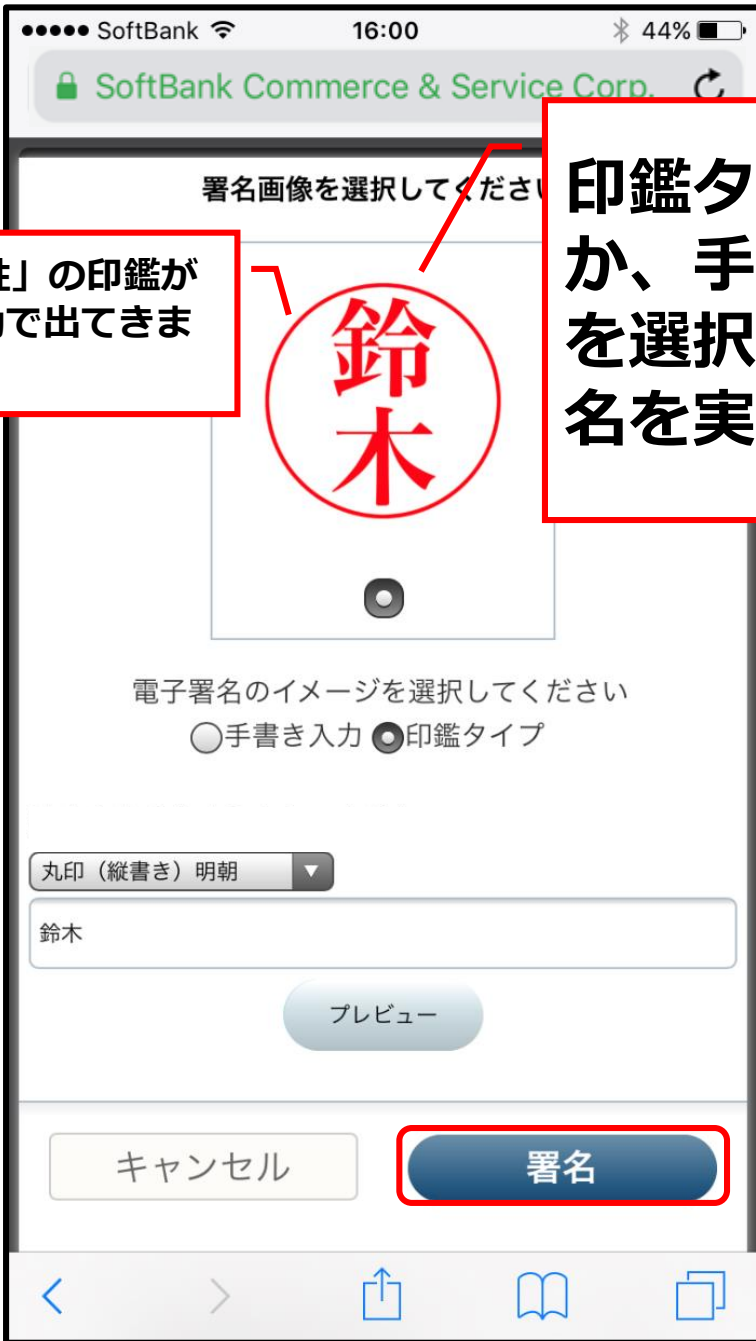 SoftBank 16:00 44%
SoftBank Commerce & Service Corp.
署名画像を選択してくださ
印鑑タ
か、手
を選択
名を実
」の印鑑が
で出てきま
鈴
木
電子署名のイメージを選択してください
手書き入力 印鑑タイプ
丸印（縦書き）明朝
鈴木
プレビュー
キャンセル 署名